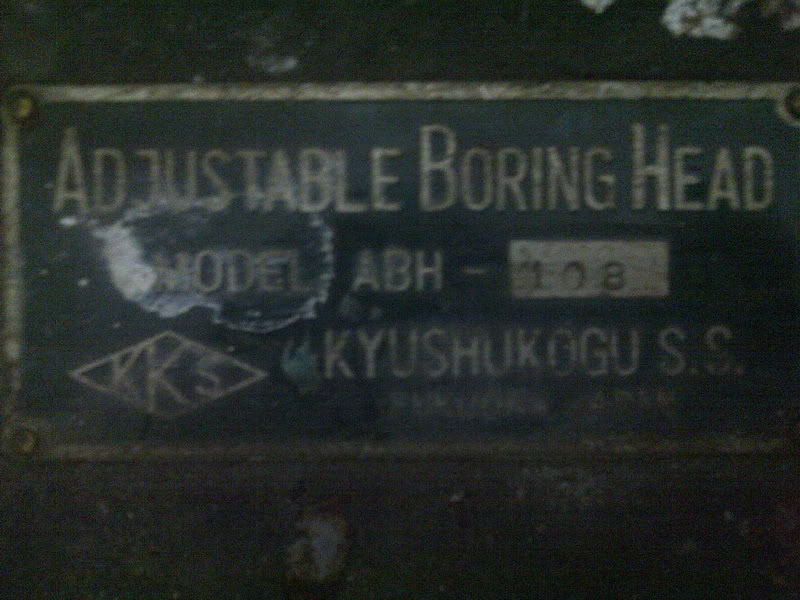 ADJUSTABLE BORING HEAD
MODEL ABH - 108
KKS KYUSHUKOGU S.S.